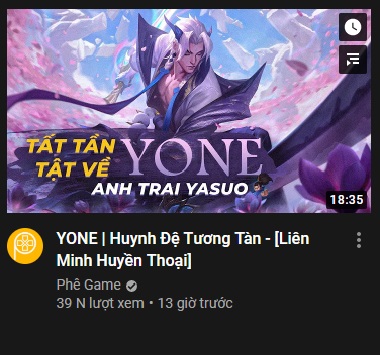 TẤT TẦN
TẬT VỀ
YONE
ANH TRAI YASUO
18:35
YONE | Huynh Đệ Tương Tàn - [Liên
Minh Huyền Thoại]
Phê Game
39 N lượt xem • 13 giờ trước